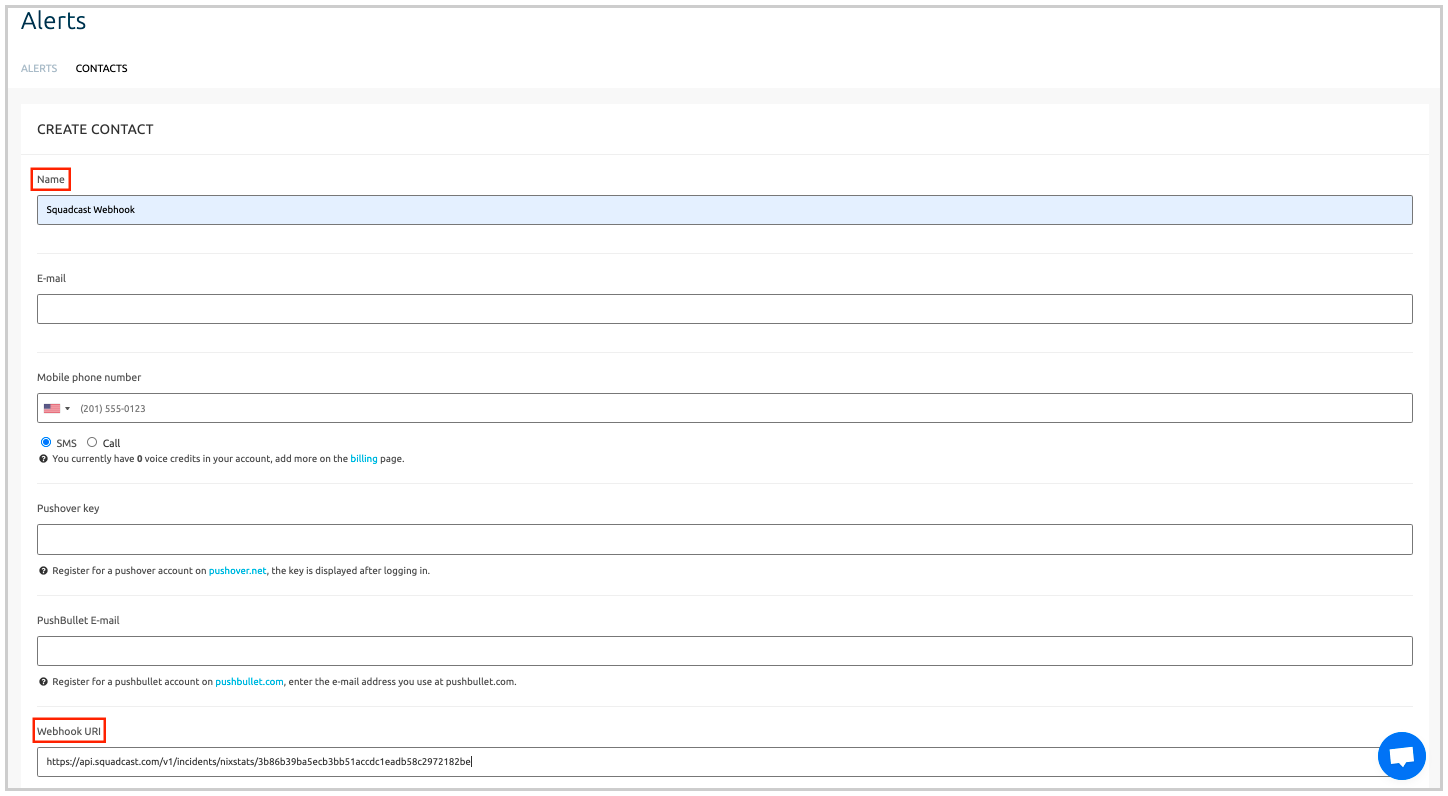 Alerts
ALERTS CONTACTS
CREATE CONTACT
Name
Squadcast Webhook
E-mail
Mobile phone number
(201) 555-0123
SMS Call
You currently have 0 voice credits in your account, add more on the billing page.
Pushover key
Register for a pushover account on pushover.net, the key is displayed after logging in.
PushBullet E-mail
Register for a pushbullet account on pushbullet.com, enter the e-mail address you use at pushbullet.com.
Webhook URI
https://api.squadcast.com/v1/incidents/nixstats/3b86b39ba5ecb3bb51accdc1eadb58c2972182be